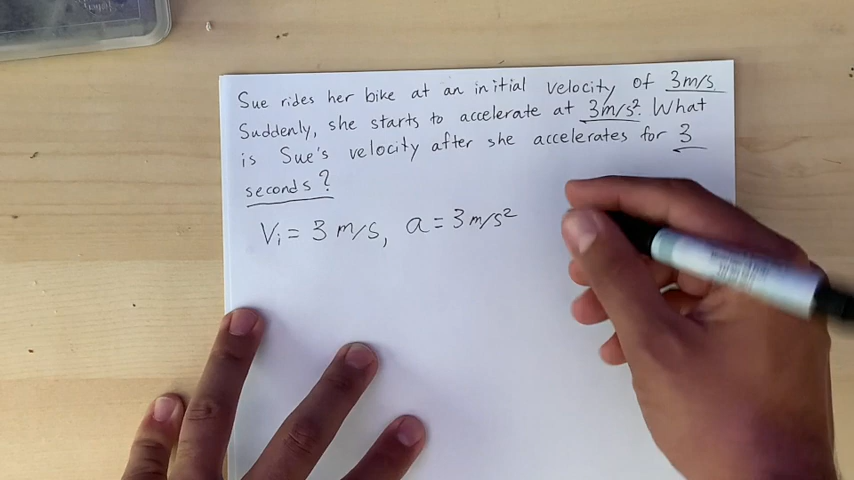 Sue rides her bike at an initial velocity of 3m/s
Suddenly, she starts to accelerate at 3m/s². What
is Sue's velocity after she accelerates for 3
seconds?
Vi = 3 m/s, a = 3 m/s²